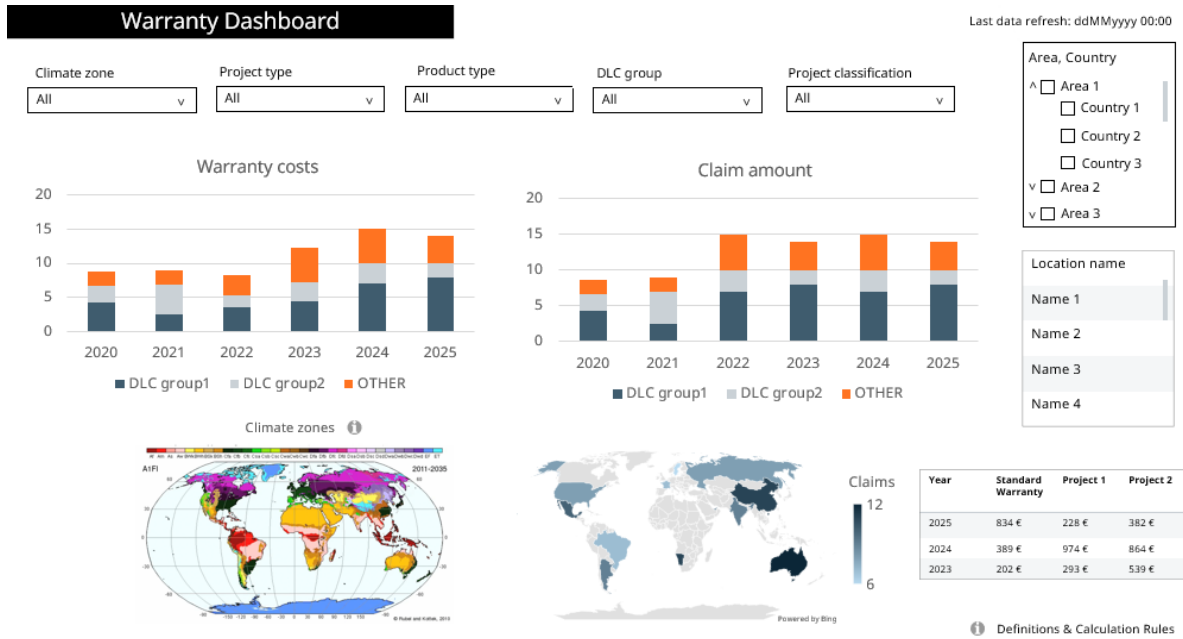 Warranty Dashboard
Last data refresh: ddMMyyyy 00:00
Climate zone
Project type
Product type
DLC group
Project classification
All
All
All
All
All
Area, Country
Area 1
Country 1
Country 2
Country 3
Area 2
Area 3
Warranty costs
20
15
10
5
0
2020 2021 2022 2023 2024 2025
DLC group1 DLC group2 OTHER
Claim amount
20
15
10
5
0
2020 2021 2022 2023 2024 2025
DLC group1 DLC group2 OTHER
Location name
Name 1
Name 2
Name 3
Name 4
Climate zones
A1FI
2011-2035
© Rubel and Kottek, 2010
Claims
12
6
Powered by Bing
Year Standard Warranty Project 1 Project 2
2025 834 € 228 € 382 €
2024 389 € 974 € 864 €
2023 202 € 293 € 539 €
Definitions & Calculation Rules